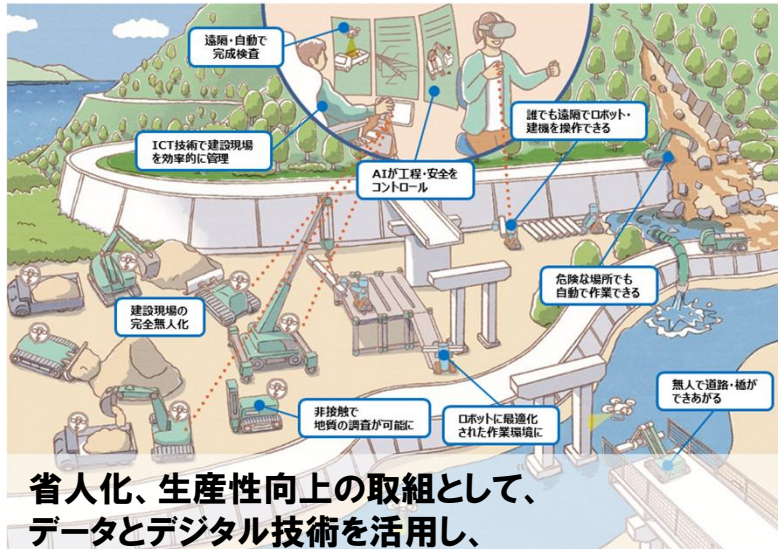 遠隔・自動で
完成検査
ICT技術で建設現場
を効率的に管理
AIが工程・安全を
コントロール
誰でも遠隔でロボット・
建機を操作できる
危険な場所でも
自動で作業できる
建設現場の
完全無人化
非接触で
地質の調査が可能に
ロボットに最適化
された作業環境に
無人で道路・橋が
できあがる
省人化、生産性向上の取組として、
データとデジタル技術を活用し、